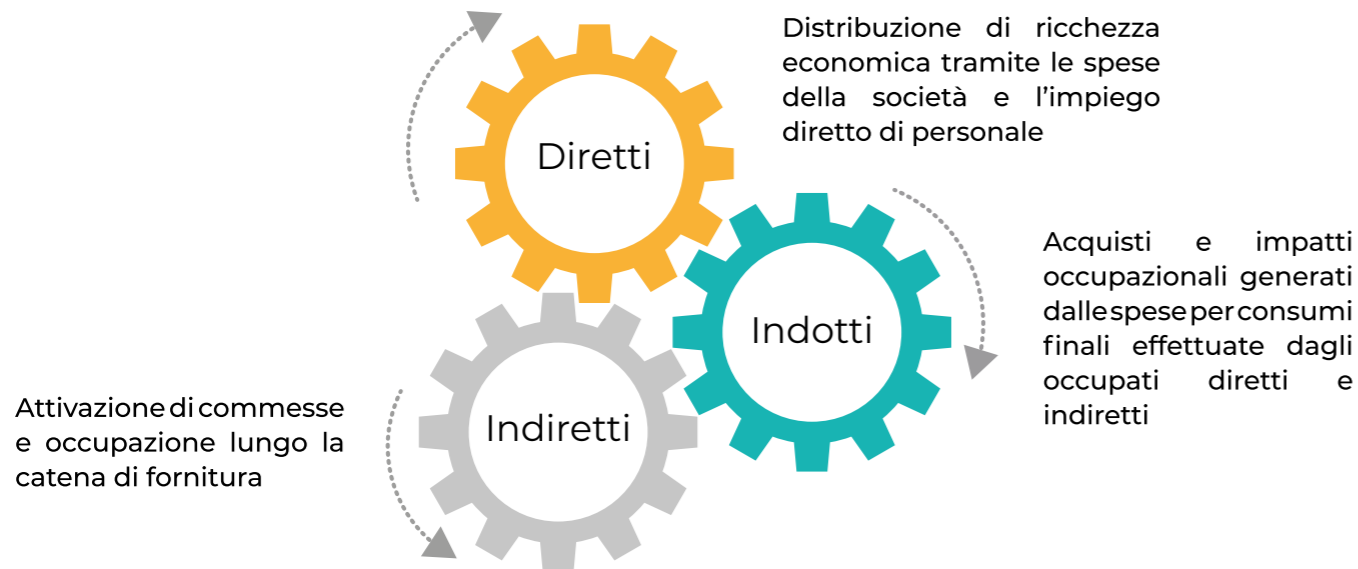 Distribuzione di ricchezza
economica tramite le spese
della società e l’impiego
diretto di personale
Diretti
Acquisti e impatti
occupazionali generati
dalle spese per consumi
finali effettuate dagli
occupati diretti e
indiretti
Indotti
Indiretti
Attivazione di commesse
e occupazione lungo la
catena di fornitura